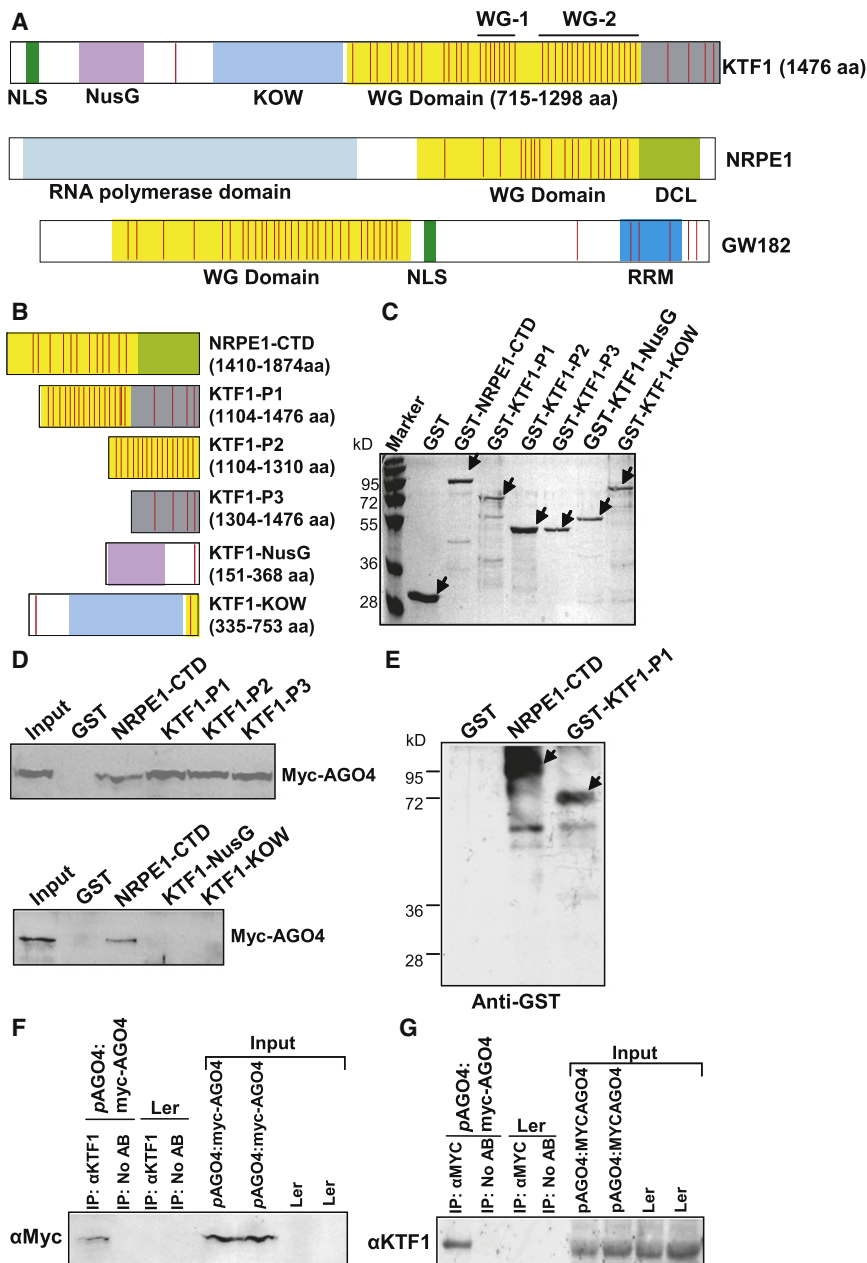 A
WG-1 WG-2
KTF1 (1476 aa)
NLS NusG KOW WG Domain (715-1298 aa)
NRPE1
RNA polymerase domain WG Domain DCL
GW182
WG Domain NLS RRM
B
NRPE1-CTD
(1410-1874aa)
KTF1-P1
(1104-1476 aa)
KTF1-P2
(1104-1310 aa)
KTF1-P3
(1304-1476 aa)
KTF1-NusG
(151-368 aa)
KTF1-KOW
(335-753 aa)
C
kD
Marker
GST
GST-NRPE1-CTD
GST-KTF1-P1
GST-KTF1-P2
GST-KTF1-P3
GST-KTF1-NusG
GST-KTF1-KOW
95
72
55
36
28
D
Input
GST
NRPE1-CTD
KTF1-P1
KTF1-P2
KTF1-P3
Myc-AGO4
Input
GST
NRPE1-CTD
KTF1-NusG
KTF1-KOW
Myc-AGO4
E
kD
GST
NRPE1-CTD
GST-KTF1-P1
95
72
36
28
Anti-GST
F
pAGO4:
myc-AGO4
Ler
Input
IP: αKTF1
IP: No AB
IP: αKTF1
IP: No AB
pAGO4:myc-AGO4
pAGO4:myc-AGO4
Ler
Ler
αMyc
G
pAGO4:
myc-AGO4
Ler
Input
IP: αMYC
IP: No AB
IP: αMYC
IP: No AB
pAGO4:MYCAGO4
pAGO4:MYCAGO4
Ler
Ler
αKTF1